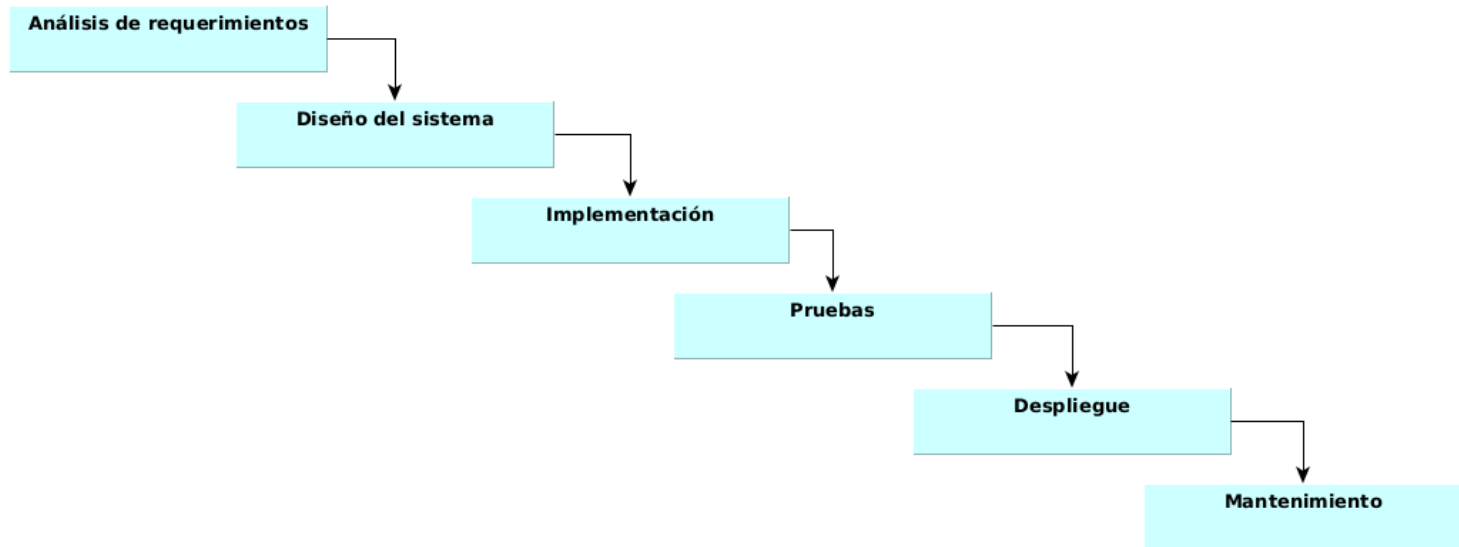 Análisis de requerimientos
Diseño del sistema
Implementación
Pruebas
Despliegue
Mantenimiento